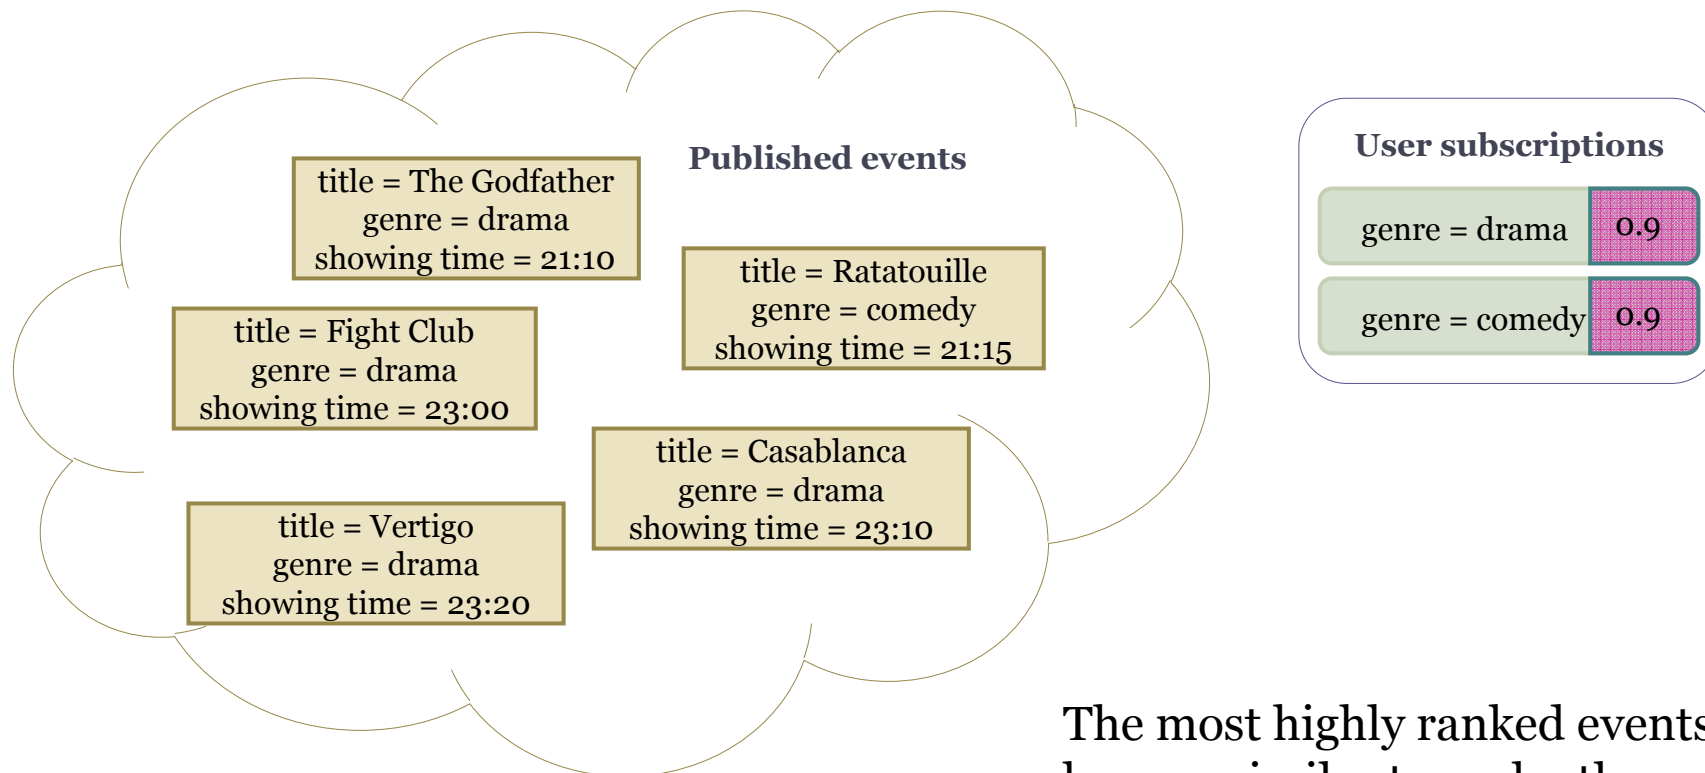 Published events
title = The Godfather
genre = drama
showing time = 21:10
title = Ratatouille
genre = comedy
showing time = 21:15
title = Fight Club
genre = drama
showing time = 23:00
title = Casablanca
genre = drama
showing time = 23:10
title = Vertigo
genre = drama
showing time = 23:20
User subscriptions
genre = drama 0.9
genre = comedy 0.9
The most highly ranked events